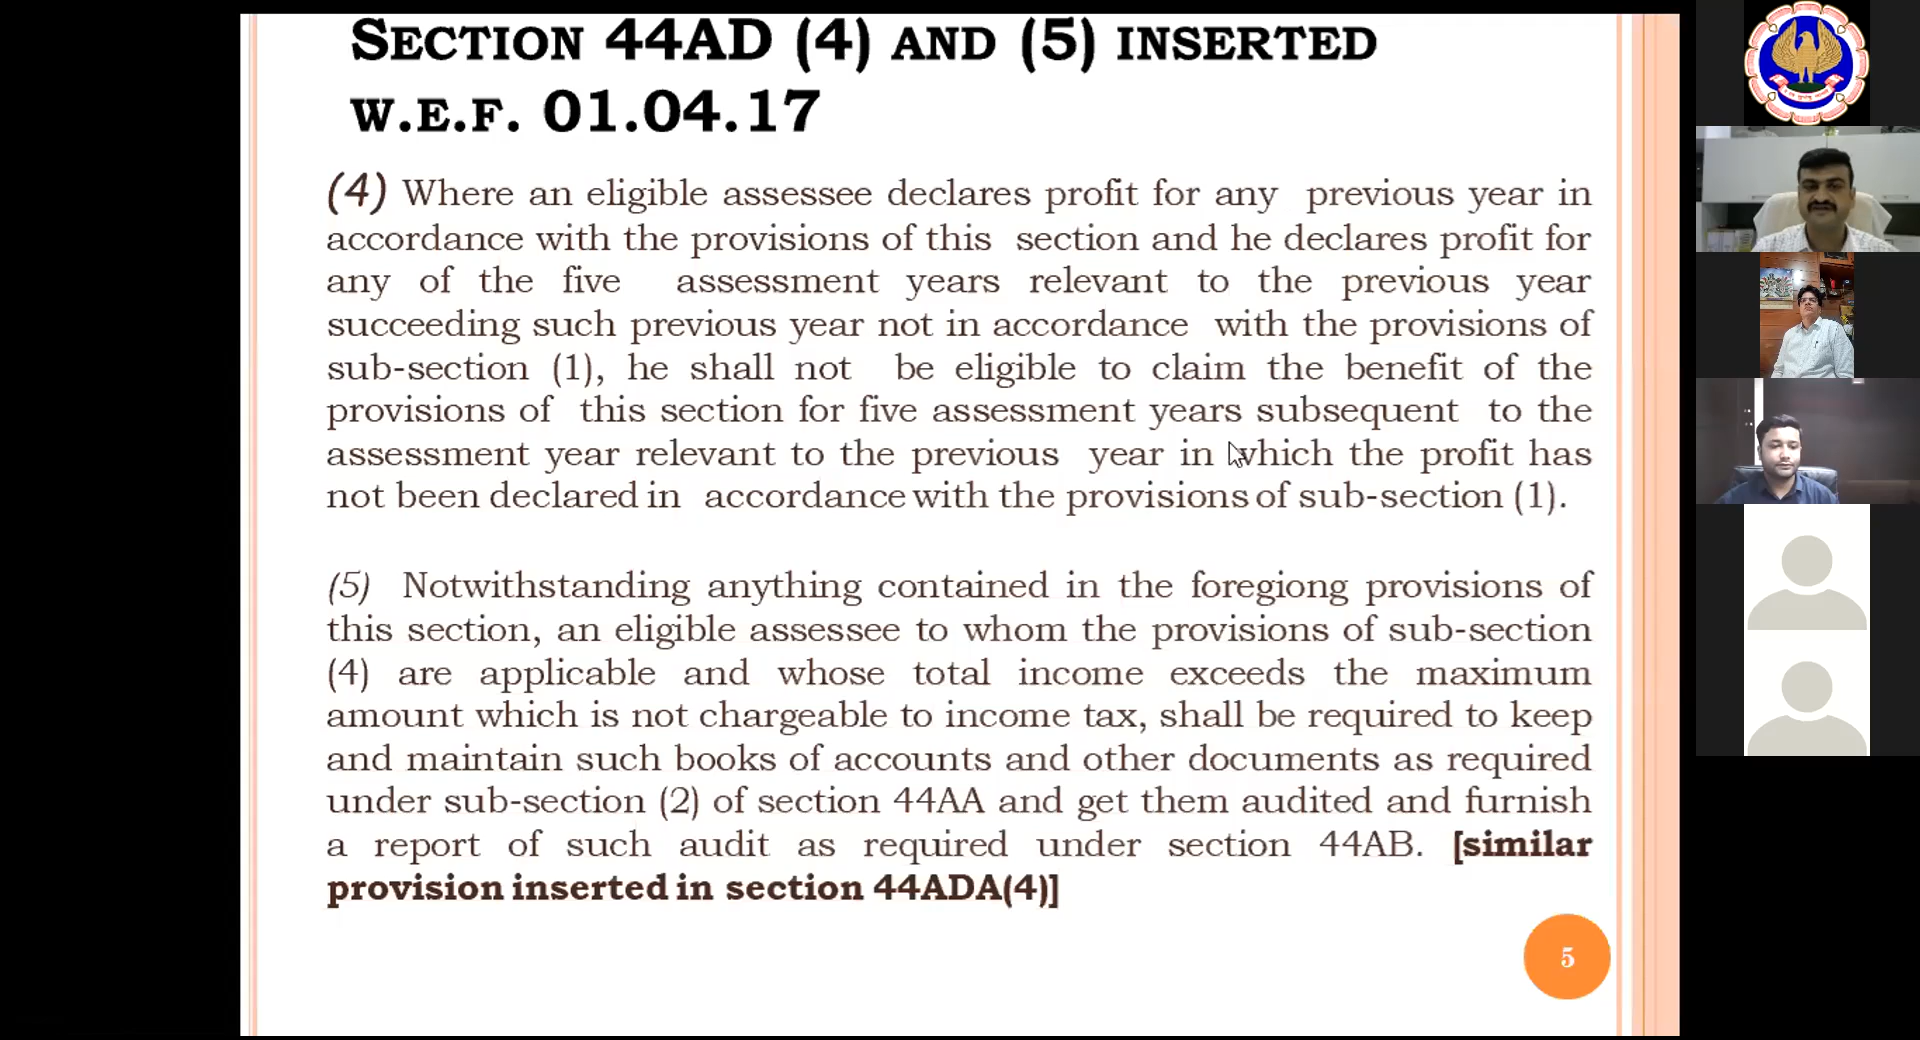 SECTION 44AD (4) AND (5) INSERTED
W.E.F. 01.04.17
(4) Where an eligible assessee declares profit for any previous year in
accordance with the provisions of this section and he declares profit for
any of the five assessment years relevant to the previous year
succeeding such previous year not in accordance with the provisions of
sub-section (1), he shall not be eligible to claim the benefit of the
provisions of this section for five assessment years subsequent to the
assessment year relevant to the previous year in which the profit has
not been declared in accordance with the provisions of sub-section (1).
(5) Notwithstanding anything contained in the foregiong provisions of
this section, an eligible assessee to whom the provisions of sub-section
(4) are applicable and whose total income exceeds the maximum
amount which is not chargeable to income tax, shall be required to keep
and maintain such books of accounts and other documents as required
under sub-section (2) of section 44AA and get them audited and furnish
a report of such audit as required under section 44AB. [similar
provision inserted in section 44ADA(4)]
5